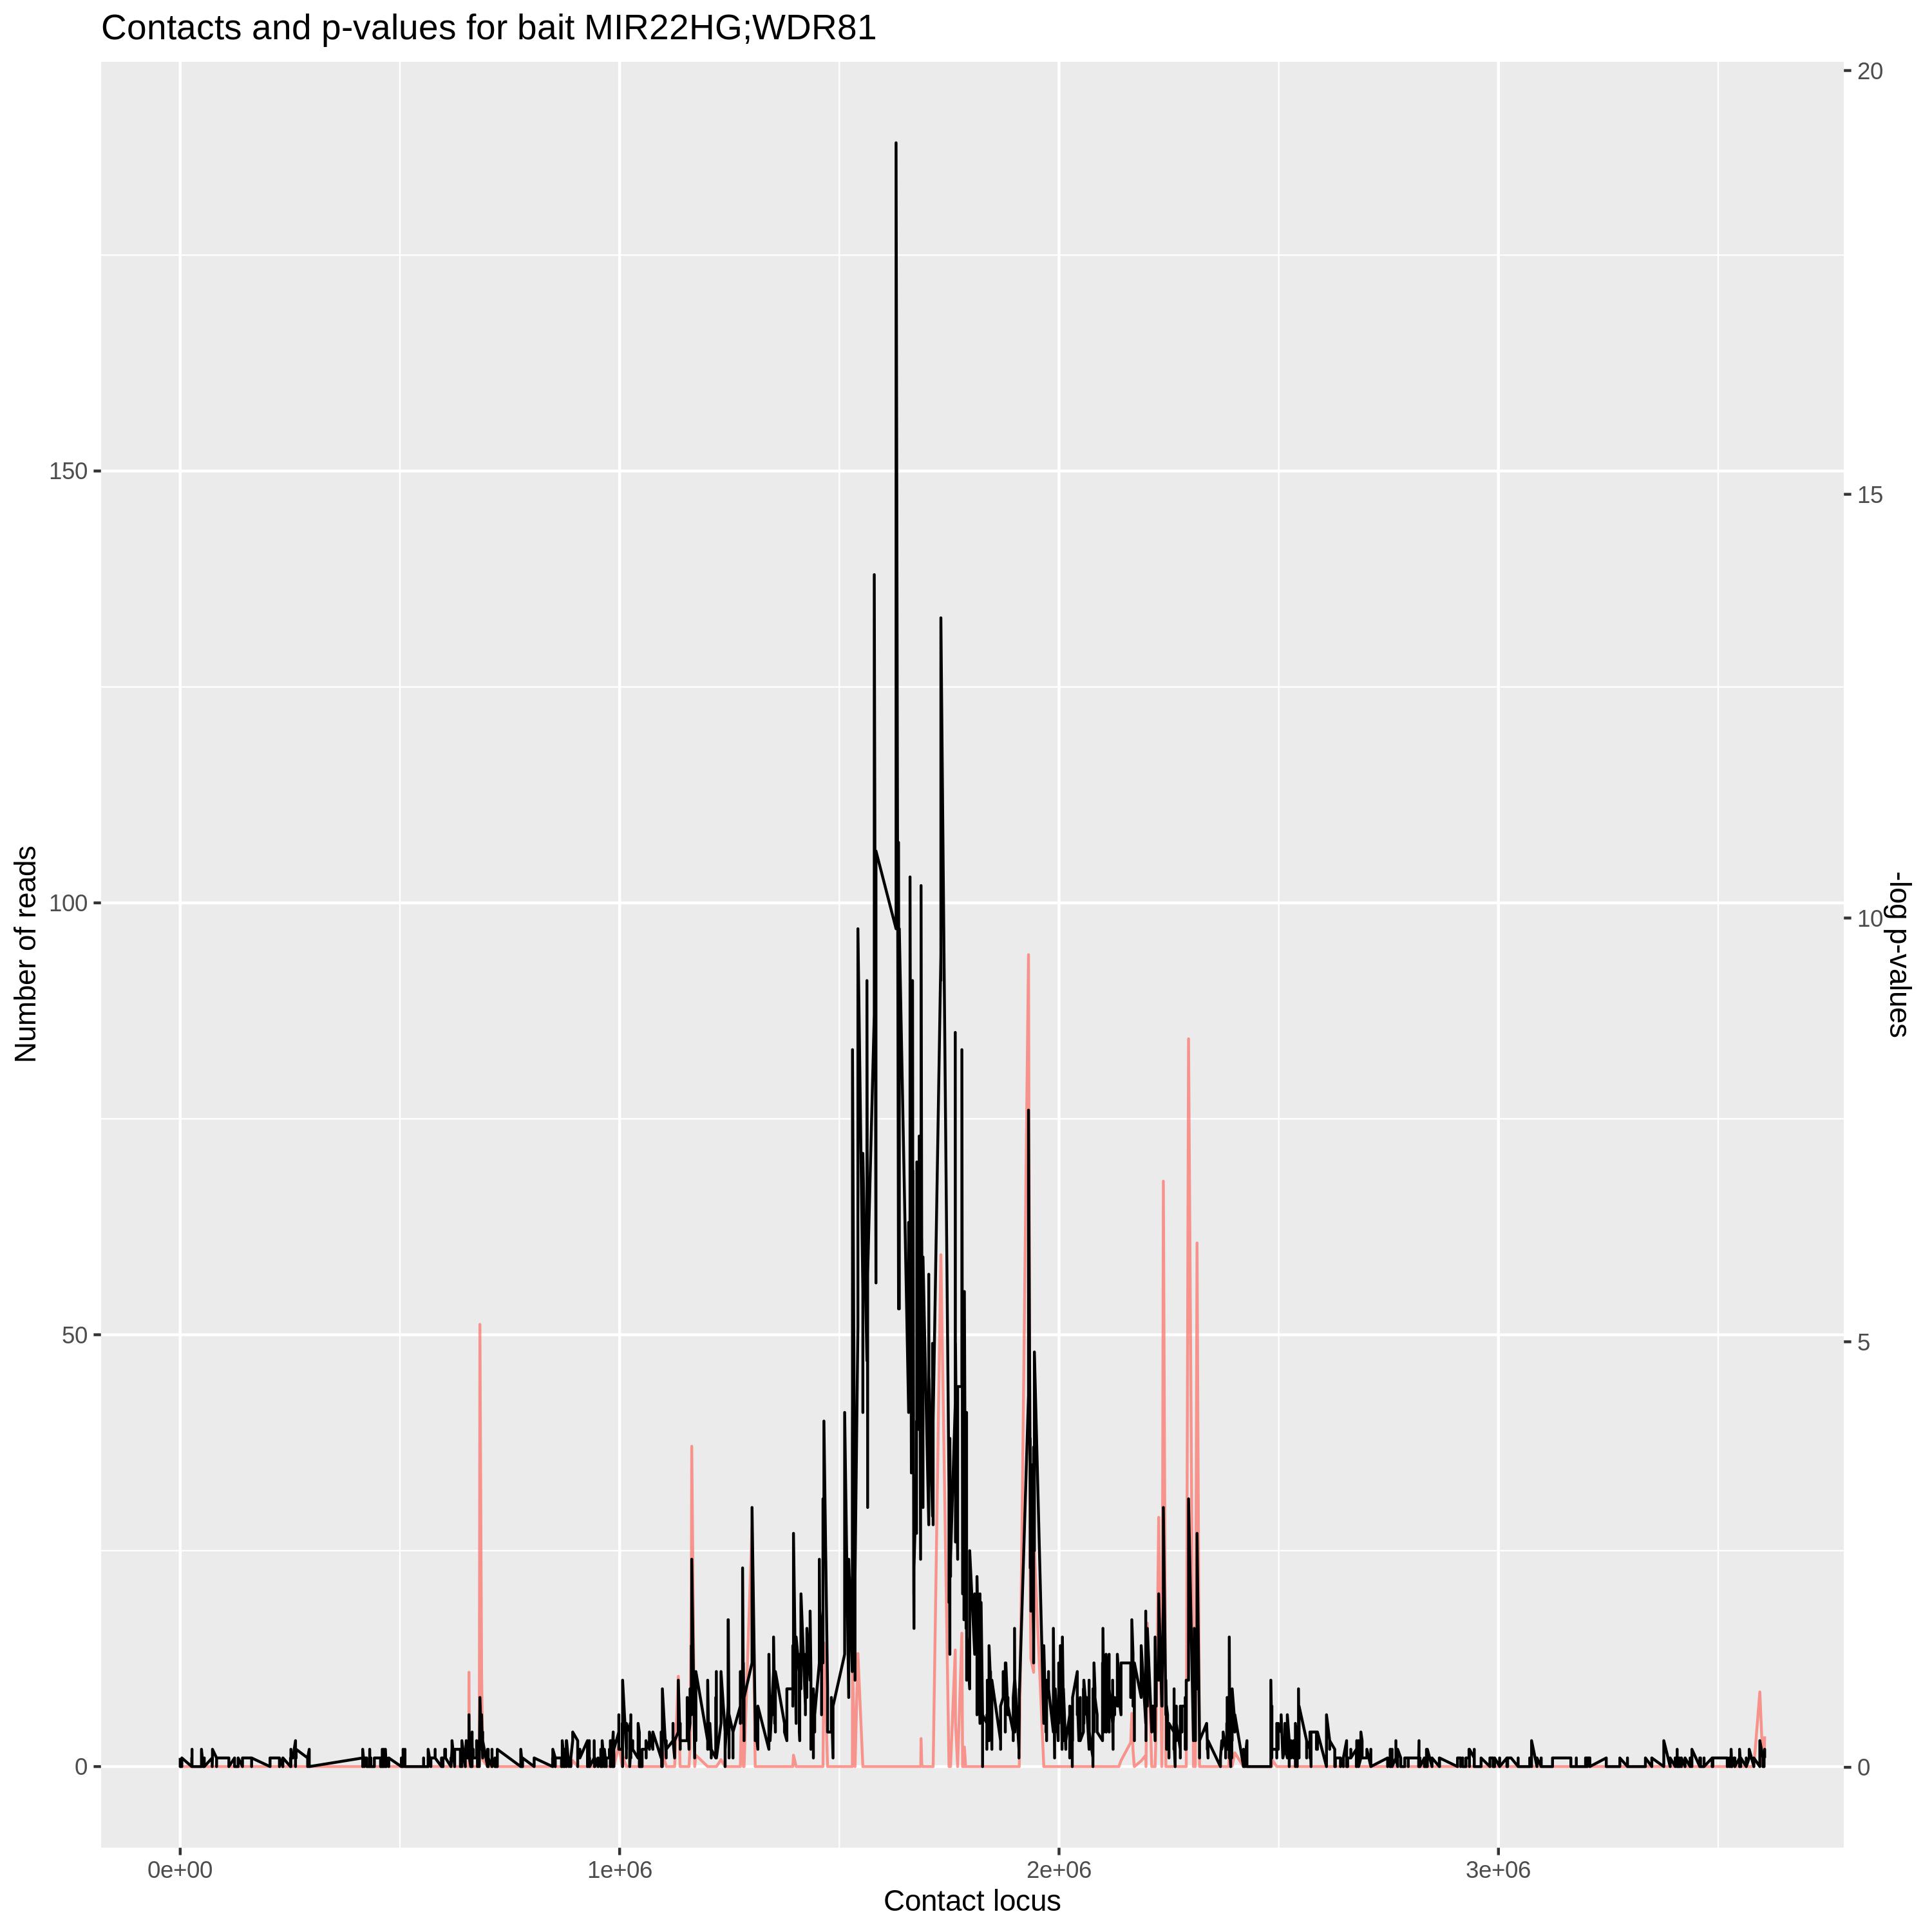 Contacts and p-values for bait MIR22HG;WDR81
20
150
15
100
10
50
5
0
0
Number of reads
-log p-values
0e+00
1e+06
2e+06
3e+06
Contact locus